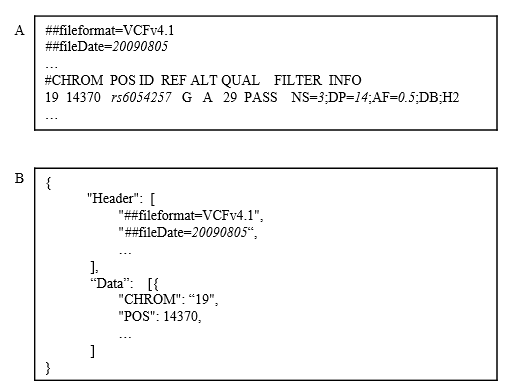 A
##fileformat=VCFv4.1
##fileDate=20090805
…
#CHROM POS ID REF ALT QUAL FILTER INFO
19 14370 rs6054257 G A 29 PASS NS=3;DP=14;AF=0.5;DB;H2
…
B
{
"Header": [
"##fileformat=VCFv4.1",
"##fileDate=20090805“,
…
],
“Data”: [{
"CHROM": “19",
"POS": 14370,
…
]
}